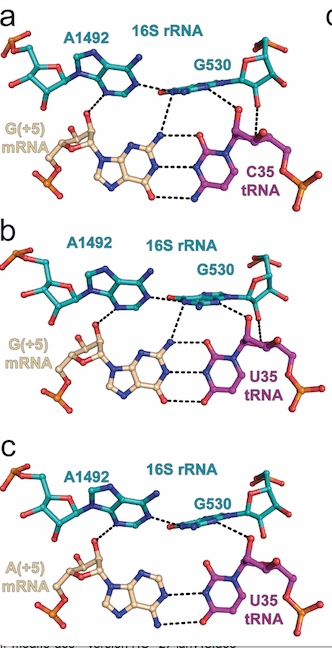 a
A1492 16S rRNA
G530
G(+5)
mRNA
C35
tRNA
b
A1492 16S rRNA
G530
G(+5)
mRNA
U35
tRNA
c
A1492 16S rRNA
G530
A(+5)
mRNA
U35
tRNA